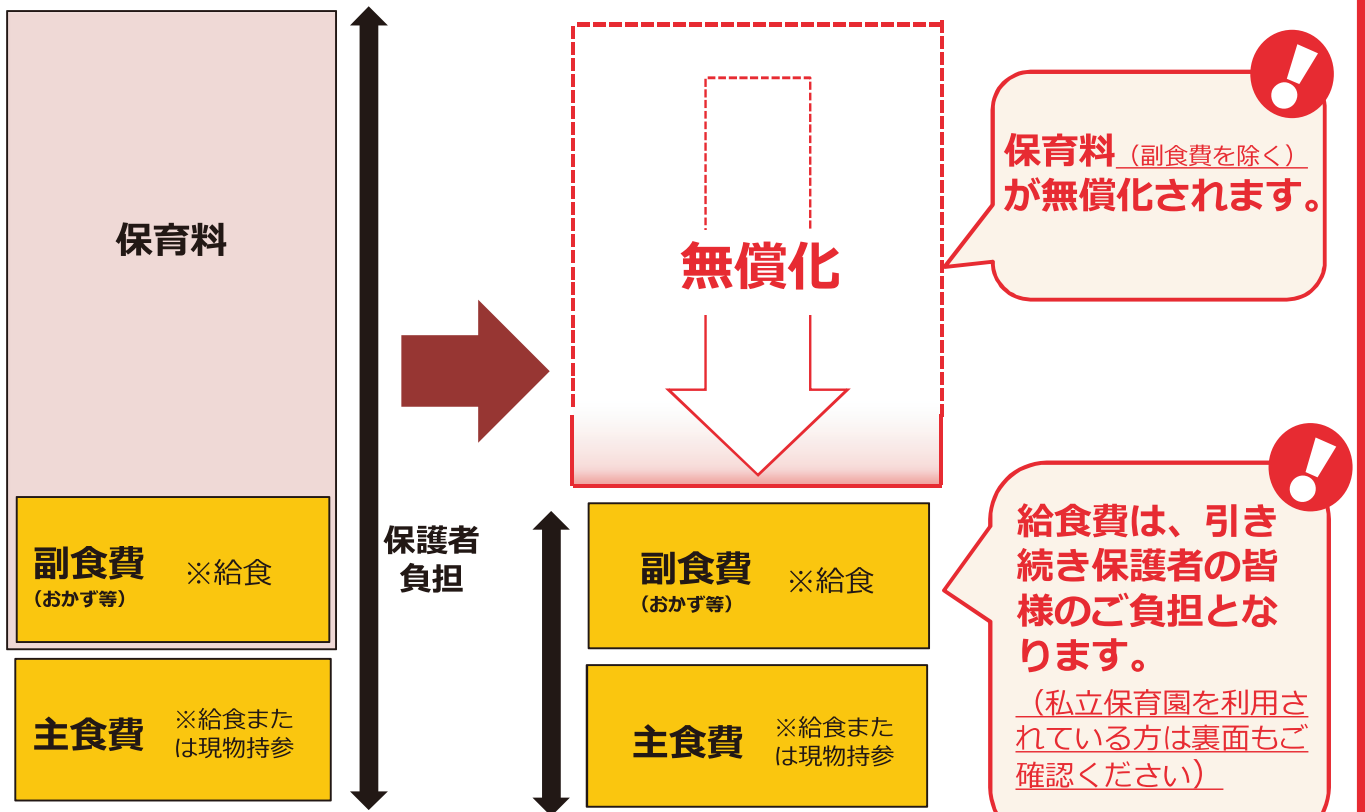 保育料
副食費 ※給食
(おかず等)
主食費 ※給食また
は現物持参
保護者
負担
無償化
副食費 ※給食
(おかず等)
主食費 ※給食また
は現物持参
保育料（副食費を除く）
が無償化されます。
給食費は、引き
続き保護者の皆
様のご負担とな
ります。
（私立保育園を利用さ
れている方は裏面もご
確認ください）